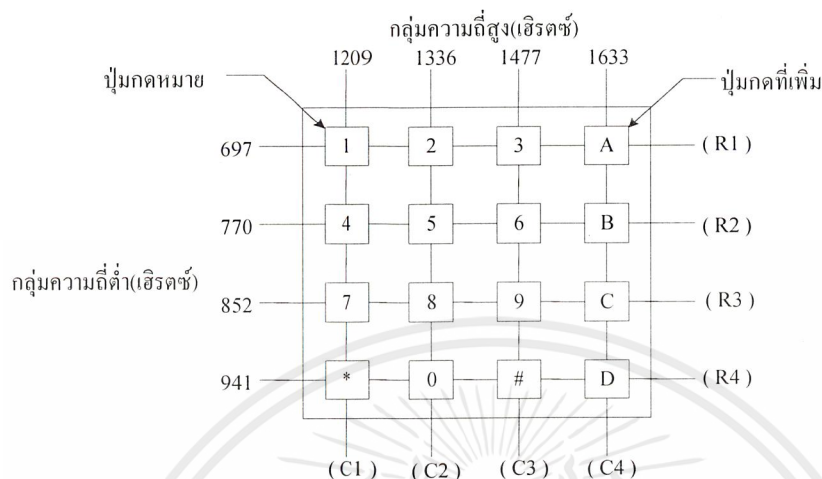 กลุ่มความถี่สูง(เฮิรตซ์)
1209 1336 1477 1633
ปุ่มกดหมาย ปุ่มกดที่เพิ่ม
697 1 2 3 A ( R1 )
770 4 5 6 B ( R2 )
กลุ่มความถี่ต่ำ(เฮิรตซ์)
852 7 8 9 C ( R3 )
941 * 0 # D ( R4 )
( C1 ) ( C2 ) ( C3 ) ( C4 )